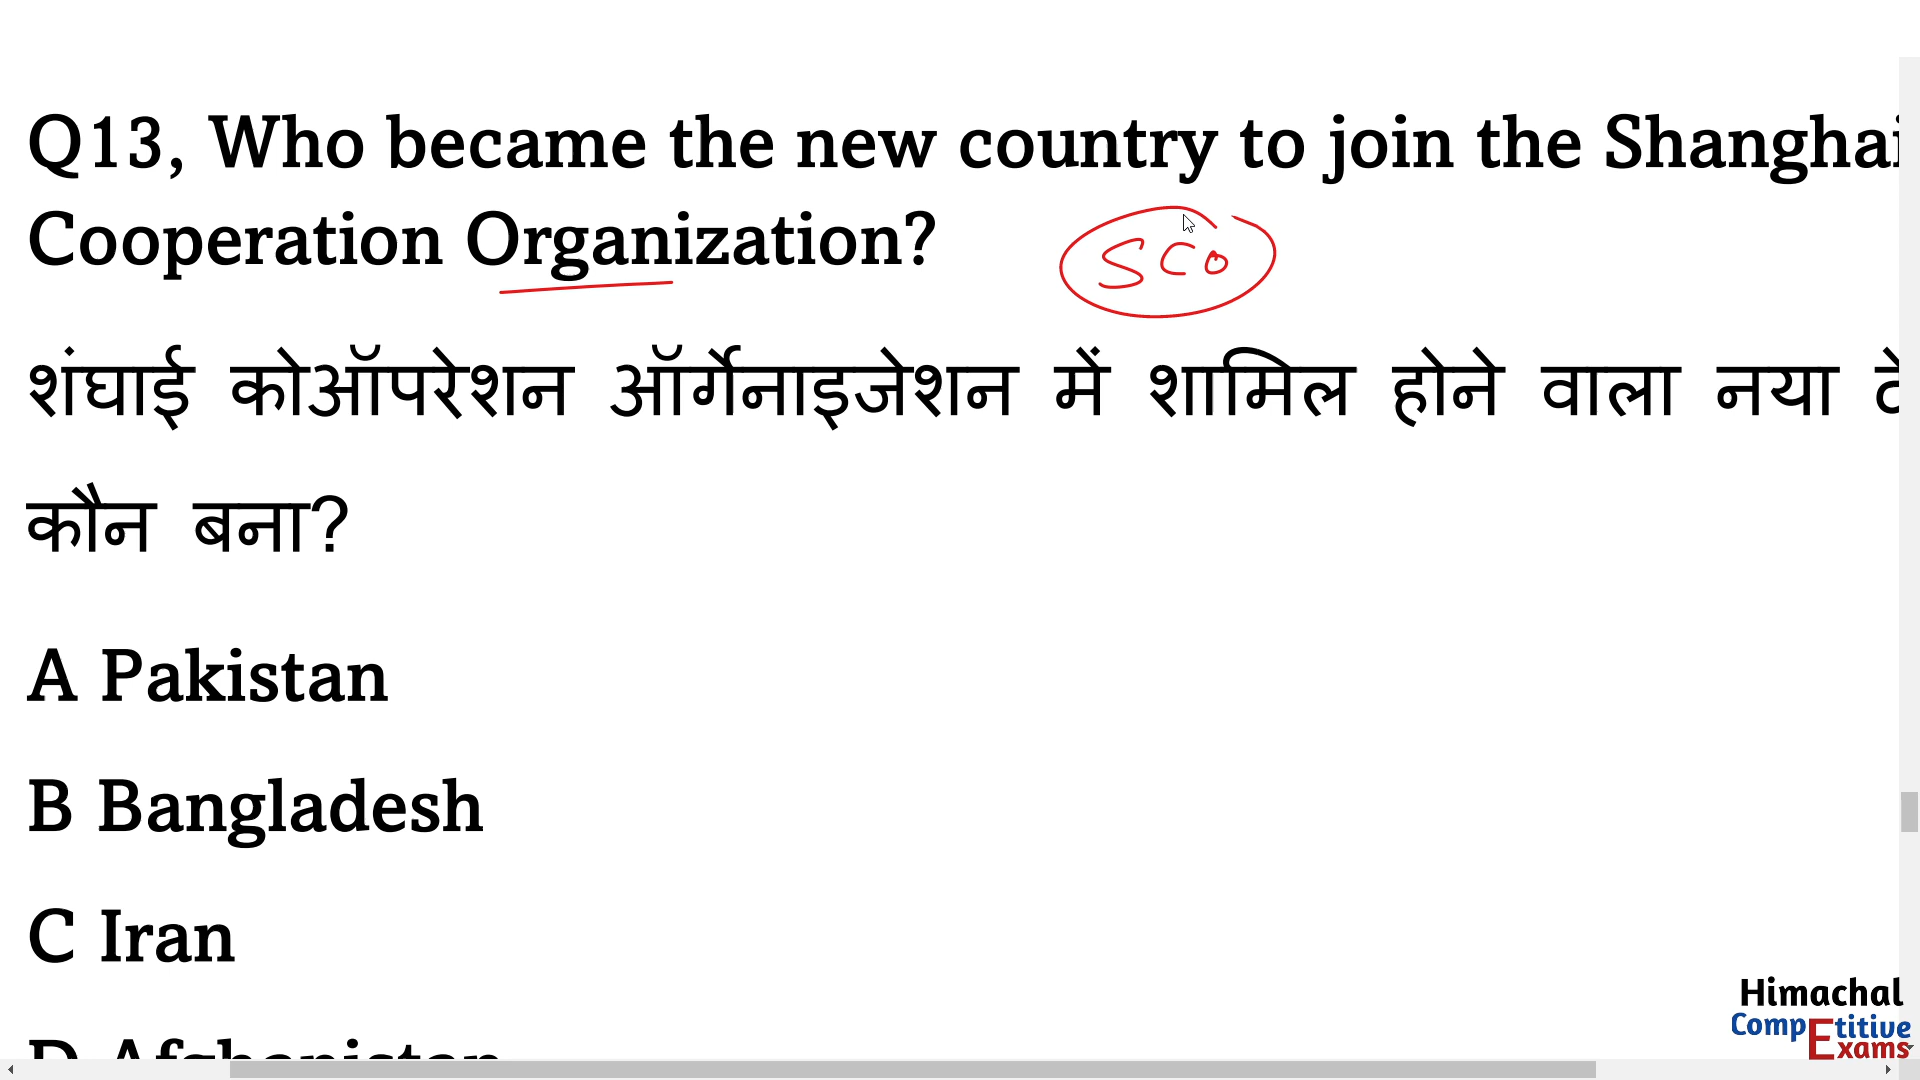 Q13, Who became the new country to join the Shanghai
Cooperation Organization?
SCO
शंघाई कोऑपरेशन ऑर्गेनाइजेशन में शामिल होने वाला नया
कौन बना?
A Pakistan
B Bangladesh
C Iran
D Afghanistan
Himachal
CompEtitive
Exams